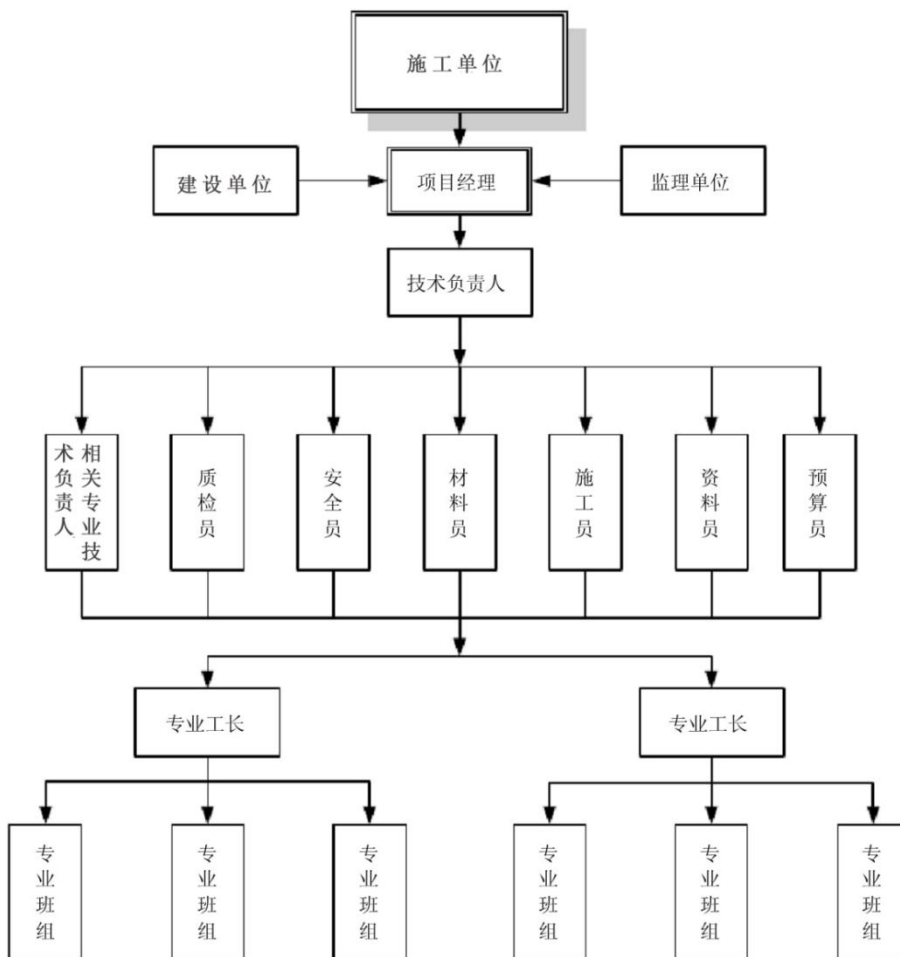 施工单位
建设单位
项目经理
监理单位
技术负责人
相关专业技
术负责人
质检员
安全员
材料员
施工员
资料员
预算员
专业工长
专业工长
专业班组
专业班组
专业班组
专业班组
专业班组
专业班组